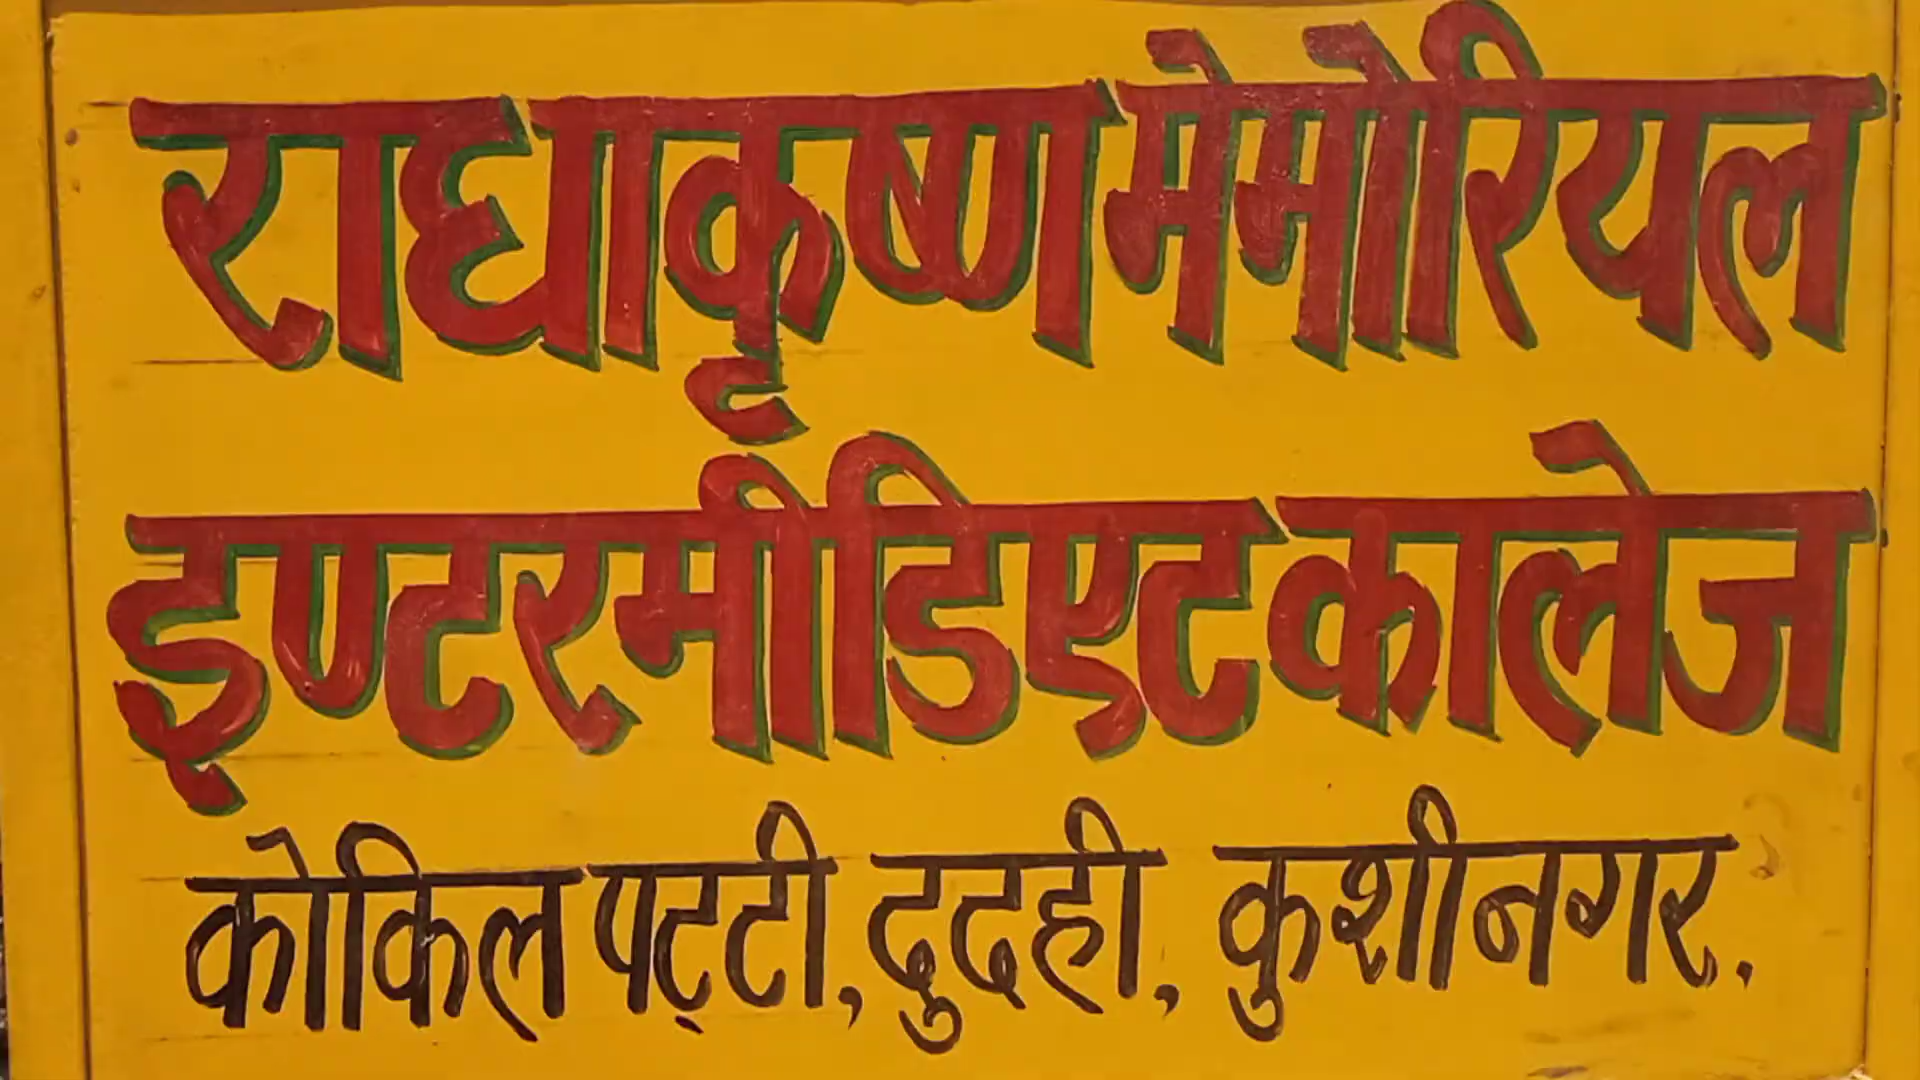 राधाकृष्ण मेमोरियल
इण्टरमीडिएट कालेज
कोकिल पट्टी, दुदही, कुशीनगर.